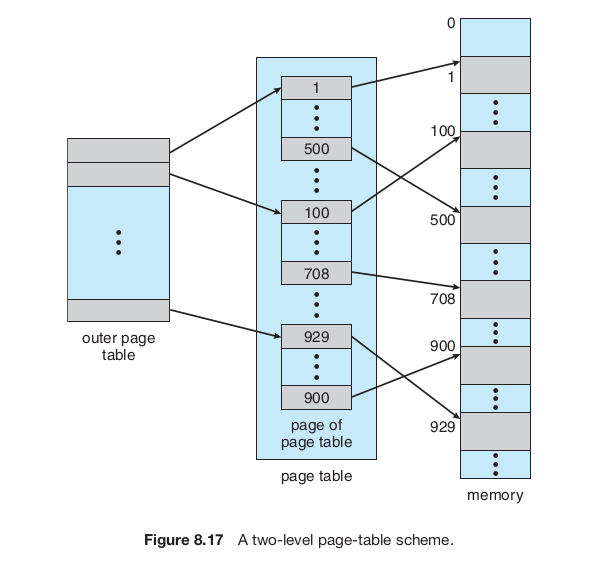 0
1
1
100
500
100
500
708
708
929
900
900
929
outer page
table
page of
page table
page table
memory
Figure 8.17 A two-level page-table scheme.